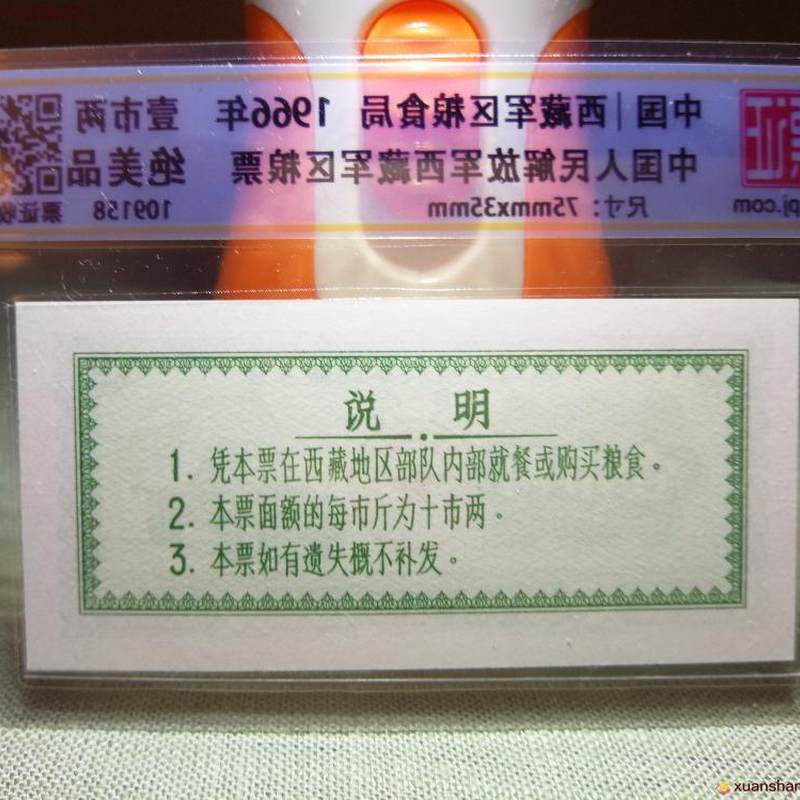 中国|西藏军区粮食局 1966年 壹市两
中国人民解放军西藏军区粮票 绝美品
尺寸：75mmx35mm 109158
pj.com
说 明
1. 凭本票在西藏地区部队内部就餐或购买粮食。
2. 本票面额的每市斤为十市两。
3. 本票如有遗失概不补发。
xuanshan